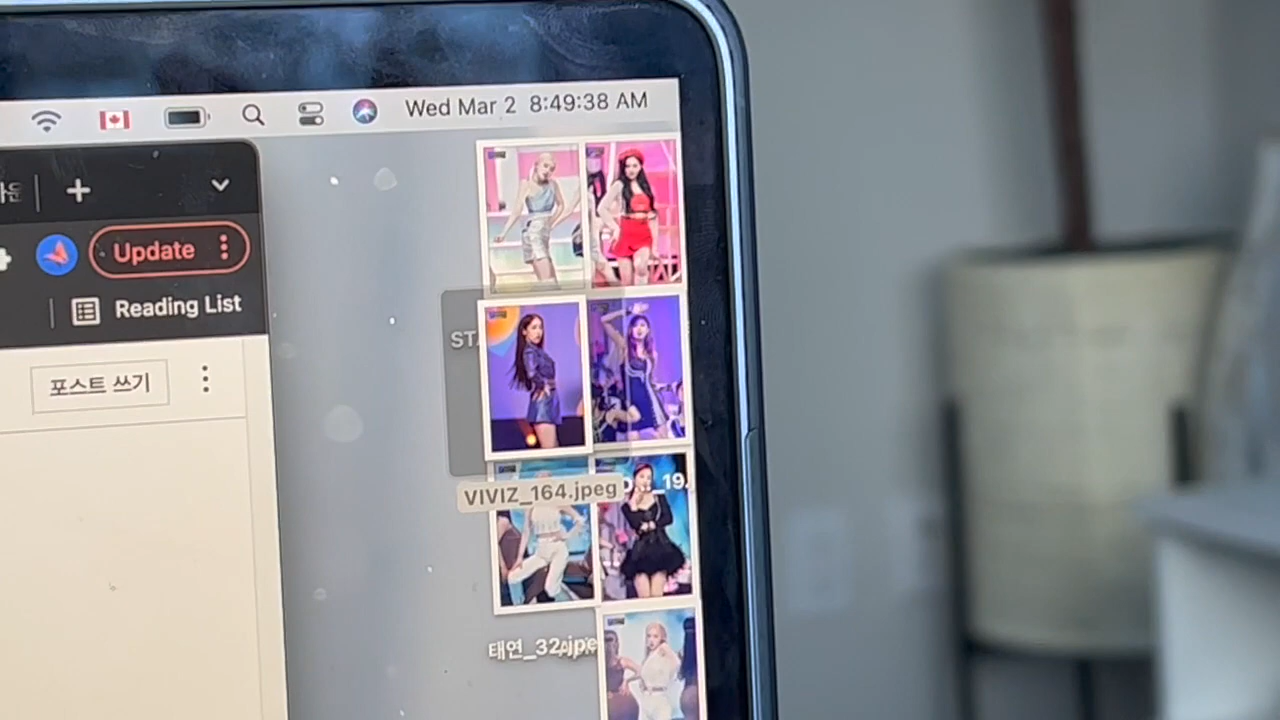 Wed Mar 2 8:49:38 AM
Update
Reading List
포스트 쓰기
VIVIZ_164.jpeg
_19.
태연_32